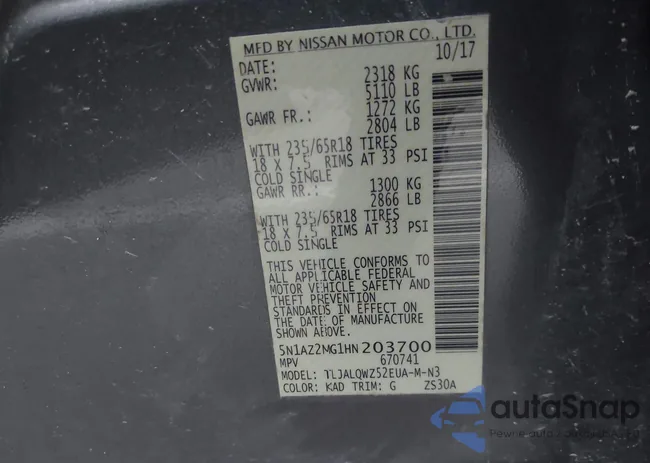 MFD BY NISSAN MOTOR CO., LTD.
DATE: 10/17
GVWR: 2318 KG
5110 LB
GAWR FR.: 1272 KG
2804 LB
WITH 235/65R18 TIRES
18 X 7.5 RIMS AT 33 PSI
COLD SINGLE
GAWR RR.: 1300 KG
2866 LB
WITH 235/65R18 TIRES
18 X 7.5 RIMS AT 33 PSI
COLD SINGLE
THIS VEHICLE CONFORMS TO
ALL APPLICABLE FEDERAL
MOTOR VEHICLE SAFETY AND
THEFT PREVENTION
STANDARDS IN EFFECT ON
THE DATE OF MANUFACTURE
SHOWN ABOVE.
5N1AZ2MG1HN203700
MPV 670741
MODEL: TLJALQWZ52EUA-M-N3
COLOR: KAD TRIM: G ZS30A
autoSnap